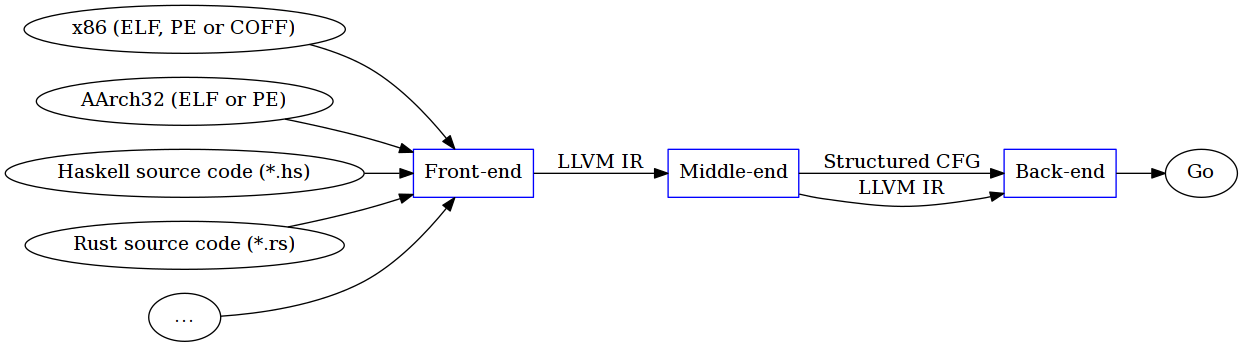 x86 (ELF, PE or COFF)
AArch32 (ELF or PE)
Haskell source code (*.hs)
Rust source code (*.rs)
...
Front-end
LLVM IR
Middle-end
Structured CFG
LLVM IR
Back-end
Go